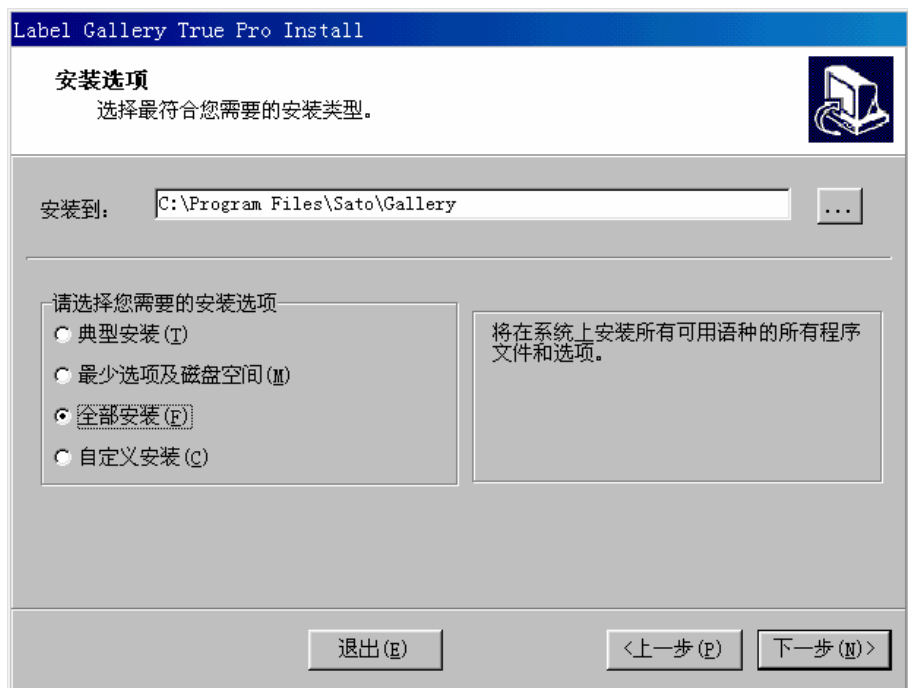 Label Gallery True Pro Install
安装选项
选择最符合您需要的安装类型。
安装到:
C:\Program Files\Sato\Gallery
...
请选择您需要的安装选项
典型安装(T)
最少选项及磁盘空间(M)
全部安装(F)
自定义安装(C)
将在系统上安装所有可用语种的所有程序
文件和选项。
退出(E)
<上一步(P)
下一步(N)>